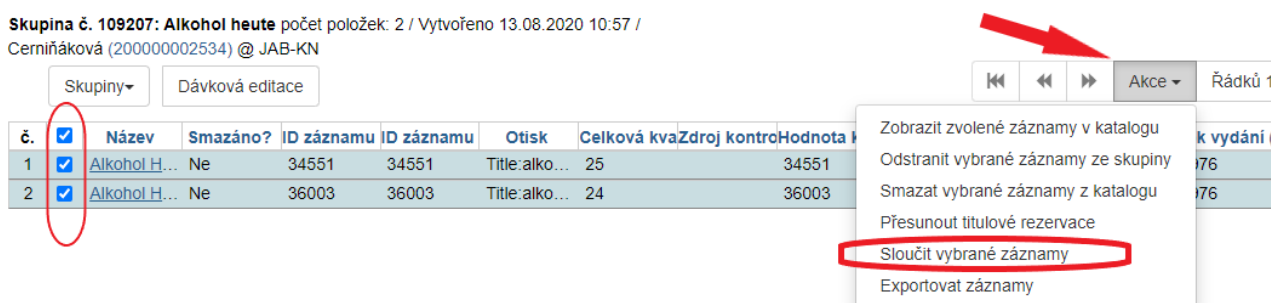 Skupina č. 109207: Alkohol heute počet položek: 2 / Vytvořeno 13.08.2020 10:57 /
Cerniňáková (200000002534) @ JAB-KN
Skupiny Dávková editace Akce Řádků 1
č. Název Smazáno? ID záznamu ID záznamu Otisk Celková kva Zdroj kontro Hodnota k k vydání (
1 Alkohol H... Ne 34551 34551 Title:alko... 25 34551 976
2 Alkohol H... Ne 36003 36003 Title:alko... 24 36003 976
Zobrazit zvolené záznamy v katalogu
Odstranit vybrané záznamy ze skupiny
Smazat vybrané záznamy z katalogu
Přesunout titulové rezervace
Sloučit vybrané záznamy
Exportovat záznamy